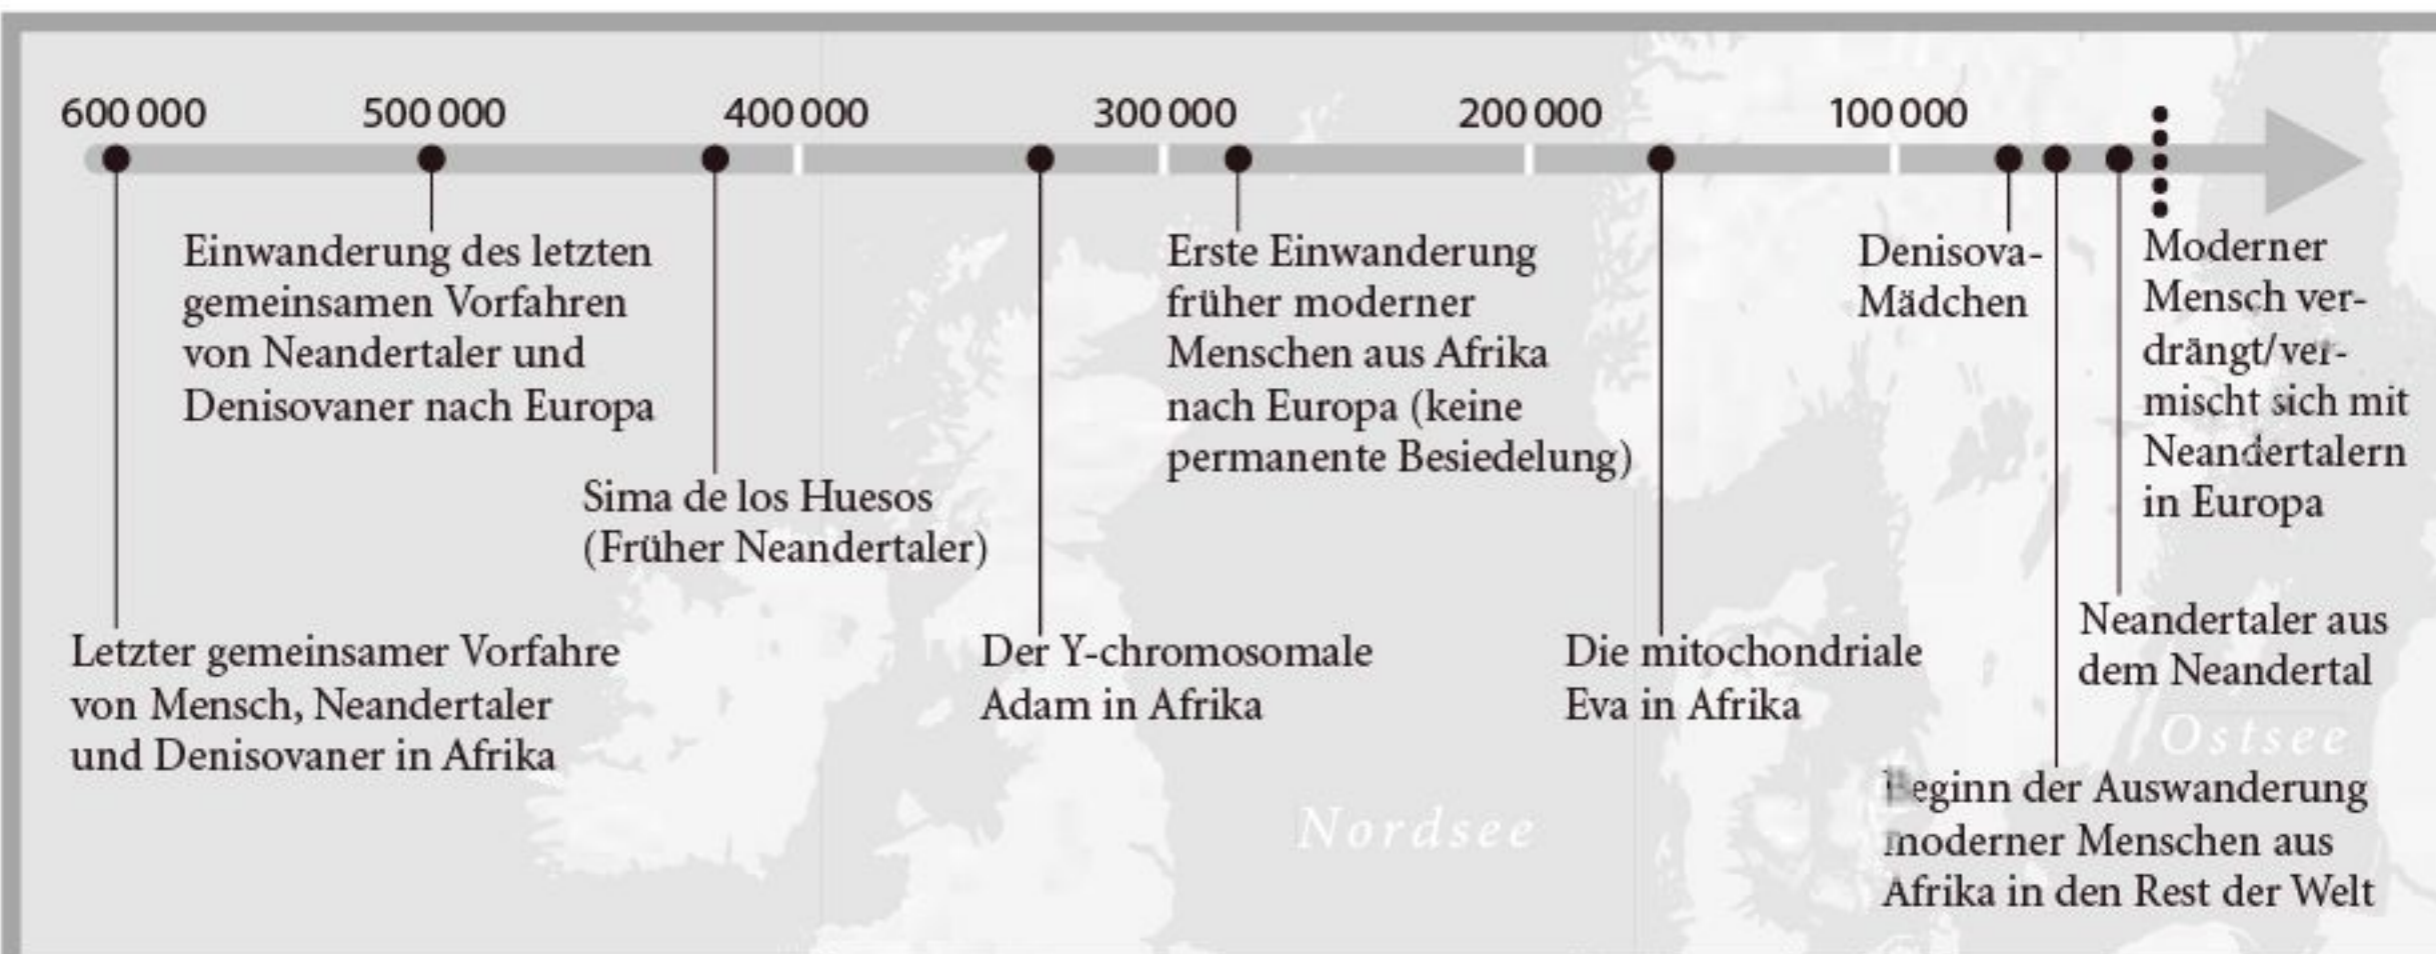 600 000 500 000 400 000 300 000 200 000 100 000
Einwanderung des letzten
gemeinsamen Vorfahren
von Neandertaler und
Denisovaner nach Europa
Erste Einwanderung
früher moderner
Menschen aus Afrika
nach Europa (keine
permanente Besiedelung)
Denisova-
Mädchen
Moderner
Mensch ver-
drängt/ver-
mischt sich mit
Neandertalern
in Europa
Sima de los Huesos
(Früher Neandertaler)
Letzter gemeinsamer Vorfahre
von Mensch, Neandertaler
und Denisovaner in Afrika
Der Y-chromosomale
Adam in Afrika
Die mitochondriale
Eva in Afrika
Neandertaler aus
dem Neandertal
Ostsee
Beginn der Auswanderung
moderner Menschen aus
Afrika in den Rest der Welt
Nordsee